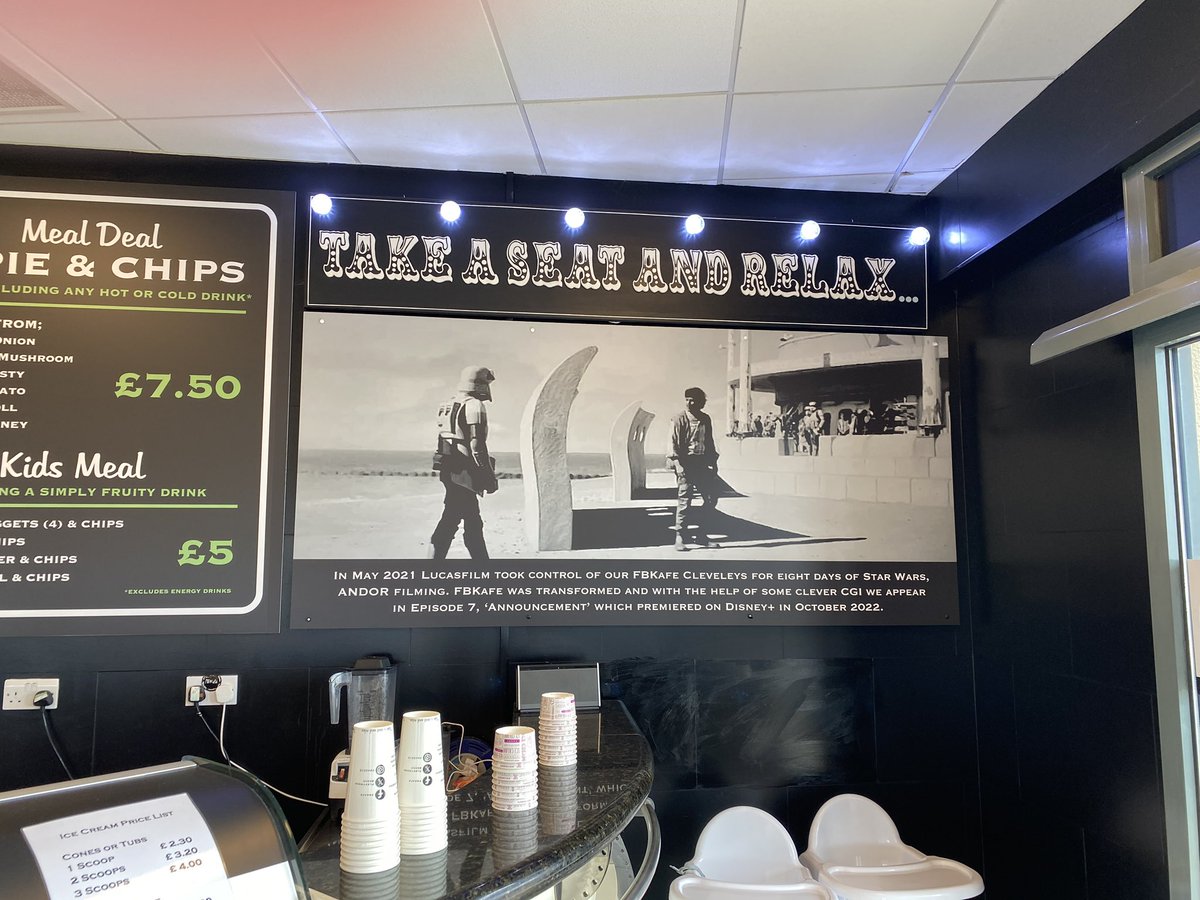 Meal Deal
PIE & CHIPS
CLUDING ANY HOT OR COLD DRINK*
FROM;
NION
MUSHROOM
STY
ATO
LL
NEY
£7.50
Kids Meal
NG A SIMPLY FRUITY DRINK
GGETS (4) & CHIPS
HIPS
ER & CHIPS
L & CHIPS
£5
*EXCLUDES ENERGY DRINKS
TAKE A SEAT AND RELAX...
IN MAY 2021 LUCASFILM TOOK CONTROL OF OUR FBKAFE CLEVELEYS FOR EIGHT DAYS OF STAR WARS,
ANDOR FILMING. FBKAFE WAS TRANSFORMED AND WITH THE HELP OF SOME CLEVER CGI WE APPEAR
IN EPISODE 7, ‘ANNOUNCEMENT’ WHICH PREMIERED ON DISNEY+ IN OCTOBER 2022.
ICE CREAM PRICE LIST
CONES OR TUBS
1 SCOOP £2.30
2 SCOOPS £3.20
3 SCOOPS £4.00